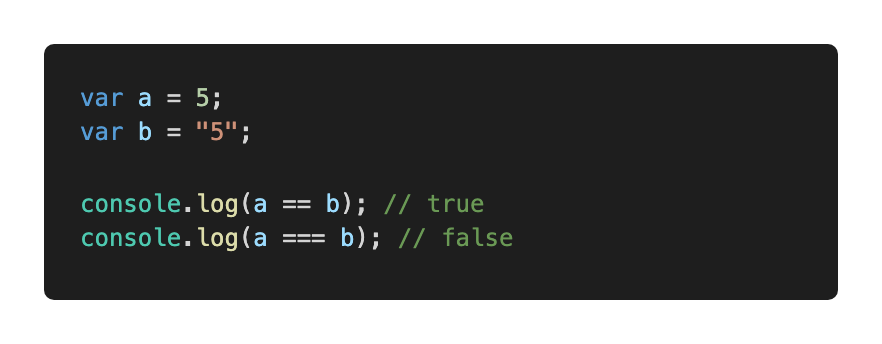 var a = 5;
var b = "5";
console.log(a == b); // true
console.log(a === b); // false